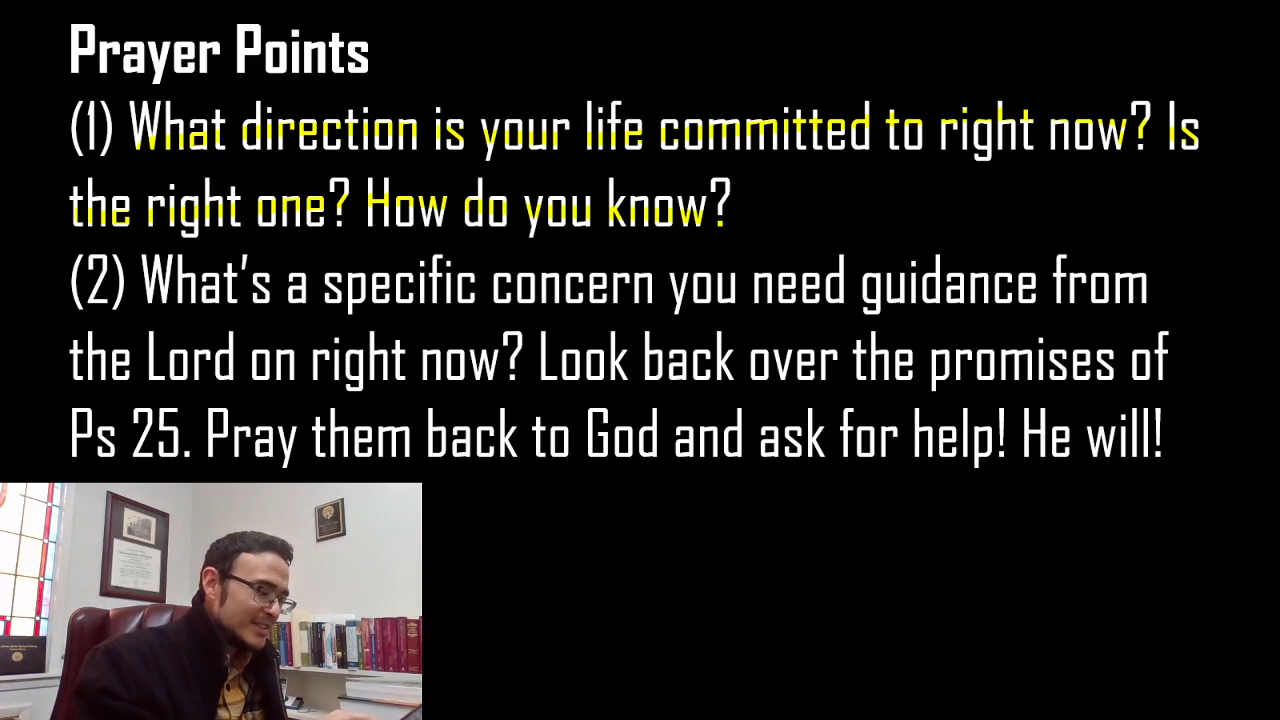 Prayer Points
(1) What direction is your life committed to right now? Is
the right one? How do you know?
(2) What's a specific concern you need guidance from
the Lord on right now? Look back over the promises of
Ps 25. Pray them back to God and ask for help! He will!